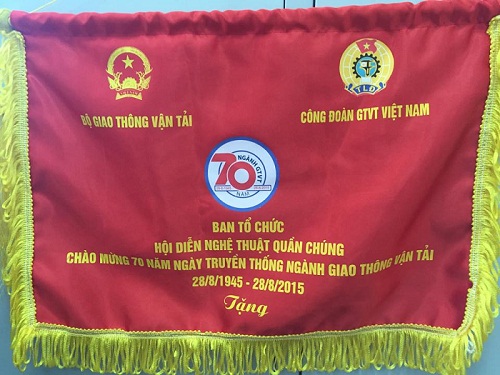 BỘ GIAO THÔNG VẬN TẢI
TLĐ
CÔNG ĐOÀN GTVT VIỆT NAM
70
NGÀNH GTVT
NĂM
BAN TỔ CHỨC
HỘI DIỄN NGHỆ THUẬT QUẦN CHÚNG
CHÀO MỪNG 70 NĂM NGÀY TRUYỀN THỐNG NGÀNH GIAO THÔNG VẬN TẢI
28/8/1945 - 28/8/2015
Tặng